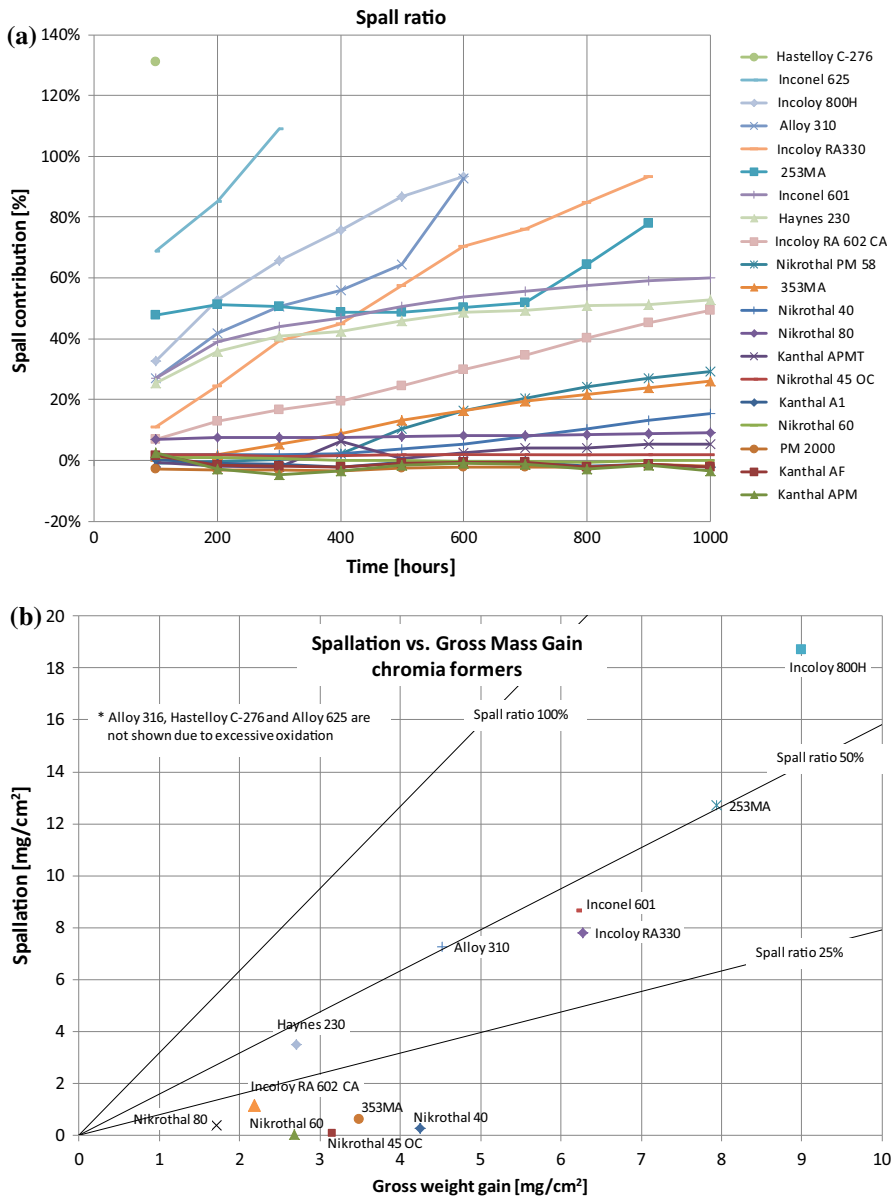 (a)
Spall ratio
140%
120%
100%
80%
60%
40%
20%
0%
-20%
Spall contribution [%]
0
200
400
600
800
1000
Time [hours]
Hastelloy C-276
Inconel 625
Incoloy 800H
Alloy 310
Incoloy RA330
253MA
Inconel 601
Haynes 230
Incoloy RA 602 CA
Nikrothal PM 58
353MA
Nikrothal 40
Nikrothal 80
Kanthal APMT
Nikrothal 45 OC
Kanthal A1
Nikrothal 60
PM 2000
Kanthal AF
Kanthal APM
(b)
Spallation vs. Gross Mass Gain
chromia formers
* Alloy 316, Hastelloy C-276 and Alloy 625 are
not shown due to excessive oxidation
20
18
16
14
12
10
8
6
4
2
0
Spallation [mg/cm²]
Incoloy 800H
Spall ratio 100%
Spall ratio 50%
253MA
Inconel 601
Incoloy RA330
Alloy 310
Spall ratio 25%
Haynes 230
Incoloy RA 602 CA
Nikrothal 80
Nikrothal 60
353MA
Nikrothal 40
Nikrothal 45 OC
0
1
2
3
4
5
6
7
8
9
10
Gross weight gain [mg/cm²]